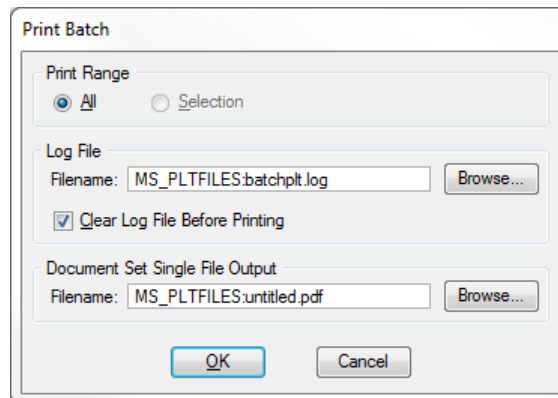 Print Batch
Print Range
All Selection
Log File
Filename: MS_PLTFILES:batchplt.log Browse...
Clear Log File Before Printing
Document Set Single File Output
Filename: MS_PLTFILES:untitled.pdf Browse...
OK Cancel